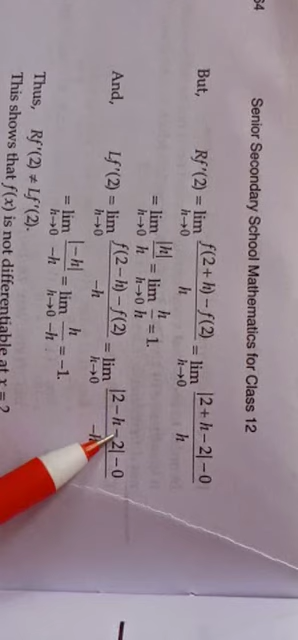 64
Senior Secondary School Mathematics for Class 12
But, Rf'(2) = lim h→0 f(2+h) − f(2) / h = lim h→0 |2+h−2|−0 / h
= lim h→0 |h| / h = lim h→0 h / h = 1.
And, Lf'(2) = lim h→0 f(2−h) − f(2) / −h = lim h→0 |2−h−2|−0 / −h
= lim h→0 |−h| / −h = lim h→0 h / −h = −1.
Thus, Rf'(2) ≠ Lf'(2).
This shows that f(x) is not differentiable at x = 2